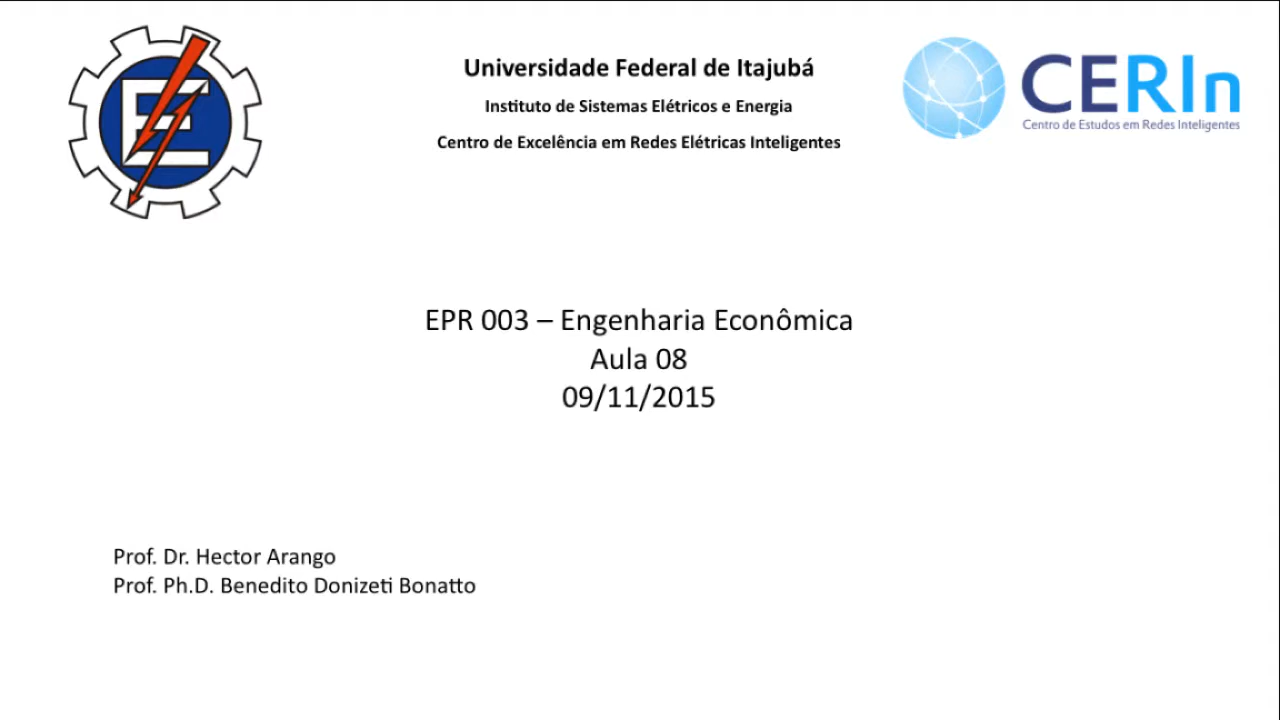 Universidade Federal de Itajubá
Instituto de Sistemas Elétricos e Energia
Centro de Excelência em Redes Elétricas Inteligentes
E
CERIn
Centro de Estudos em Redes Inteligentes
EPR 003 – Engenharia Econômica
Aula 08
09/11/2015
Prof. Dr. Hector Arango
Prof. Ph.D. Benedito Donizeti Bonatto